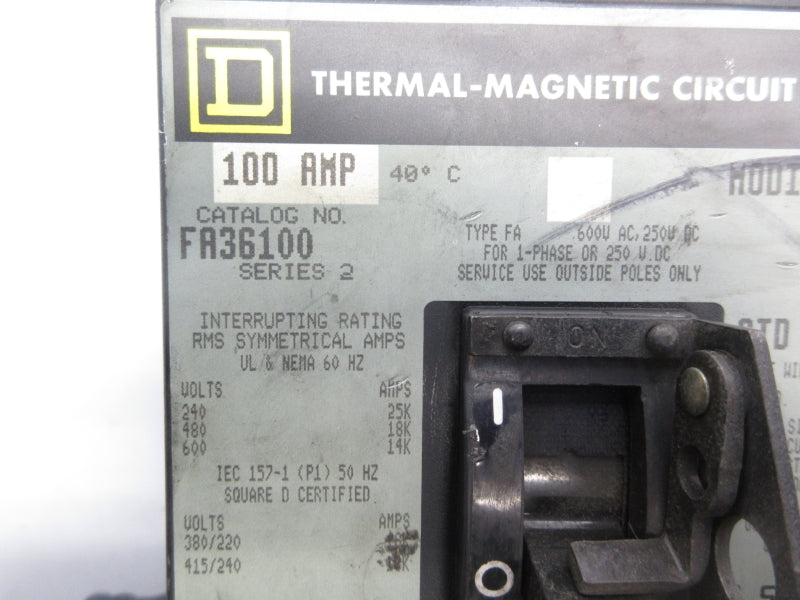 D
THERMAL-MAGNETIC CIRCUIT
100 AMP 40° C
CATALOG NO.
FA36100
SERIES 2
TYPE FA 600V AC, 250V DC
FOR 1-PHASE OR 250 V.DC
SERVICE USE OUTSIDE POLES ONLY
INTERRUPTING RATING
RMS SYMMETRICAL AMPS
UL & NEMA 60 HZ
VOLTS AMPS
240 25K
480 18K
600 14K
IEC 157-1 (P1) 50 HZ
SQUARE D CERTIFIED
VOLTS AMPS
380/220
415/240
ON
I
O